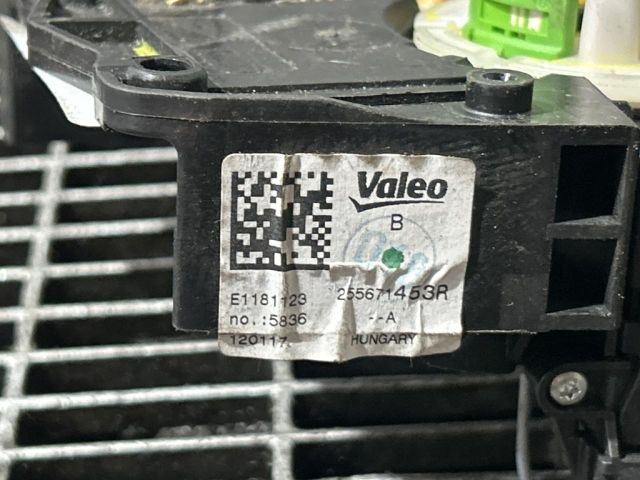 Valeo
B
E1181123
255671453R
no.:5836
--A
120117
HUNGARY